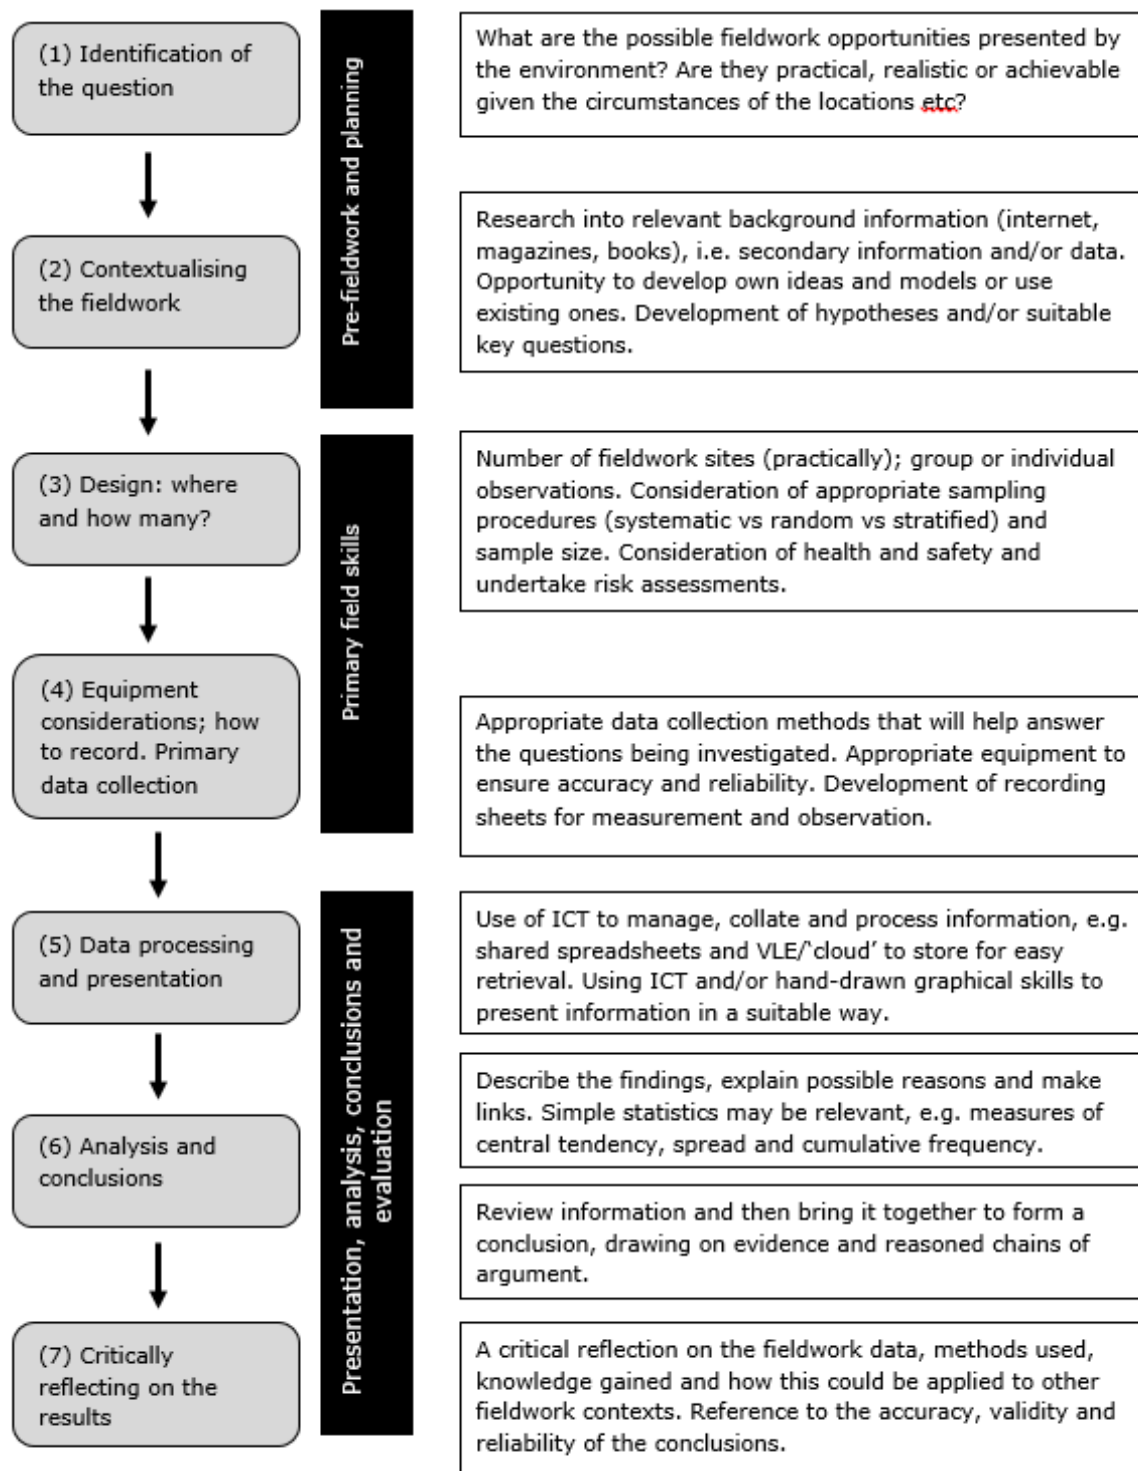 (1) Identification of
the question
Pre-fieldwork and planning
What are the possible fieldwork opportunities presented by
the environment? Are they practical, realistic or achievable
given the circumstances of the locations etc?
(2) Contextualising
the fieldwork
Research into relevant background information (internet,
magazines, books), i.e. secondary information and/or data.
Opportunity to develop own ideas and models or use
existing ones. Development of hypotheses and/or suitable
key questions.
(3) Design: where
and how many?
Primary field skills
Number of fieldwork sites (practically); group or individual
observations. Consideration of appropriate sampling
procedures (systematic vs random vs stratified) and
sample size. Consideration of health and safety and
undertake risk assessments.
(4) Equipment
considerations; how
to record. Primary
data collection
Appropriate data collection methods that will help answer
the questions being investigated. Appropriate equipment to
ensure accuracy and reliability. Development of recording
sheets for measurement and observation.
(5) Data processing
and presentation
Presentation, analysis, conclusions and
evaluation
Use of ICT to manage, collate and process information, e.g.
shared spreadsheets and VLE/‘cloud’ to store for easy
retrieval. Using ICT and/or hand-drawn graphical skills to
present information in a suitable way.
(6) Analysis and
conclusions
Describe the findings, explain possible reasons and make
links. Simple statistics may be relevant, e.g. measures of
central tendency, spread and cumulative frequency.
Review information and then bring it together to form a
conclusion, drawing on evidence and reasoned chains of
argument.
(7) Critically
reflecting on the
results
A critical reflection on the fieldwork data, methods used,
knowledge gained and how this could be applied to other
fieldwork contexts. Reference to the accuracy, validity and
reliability of the conclusions.